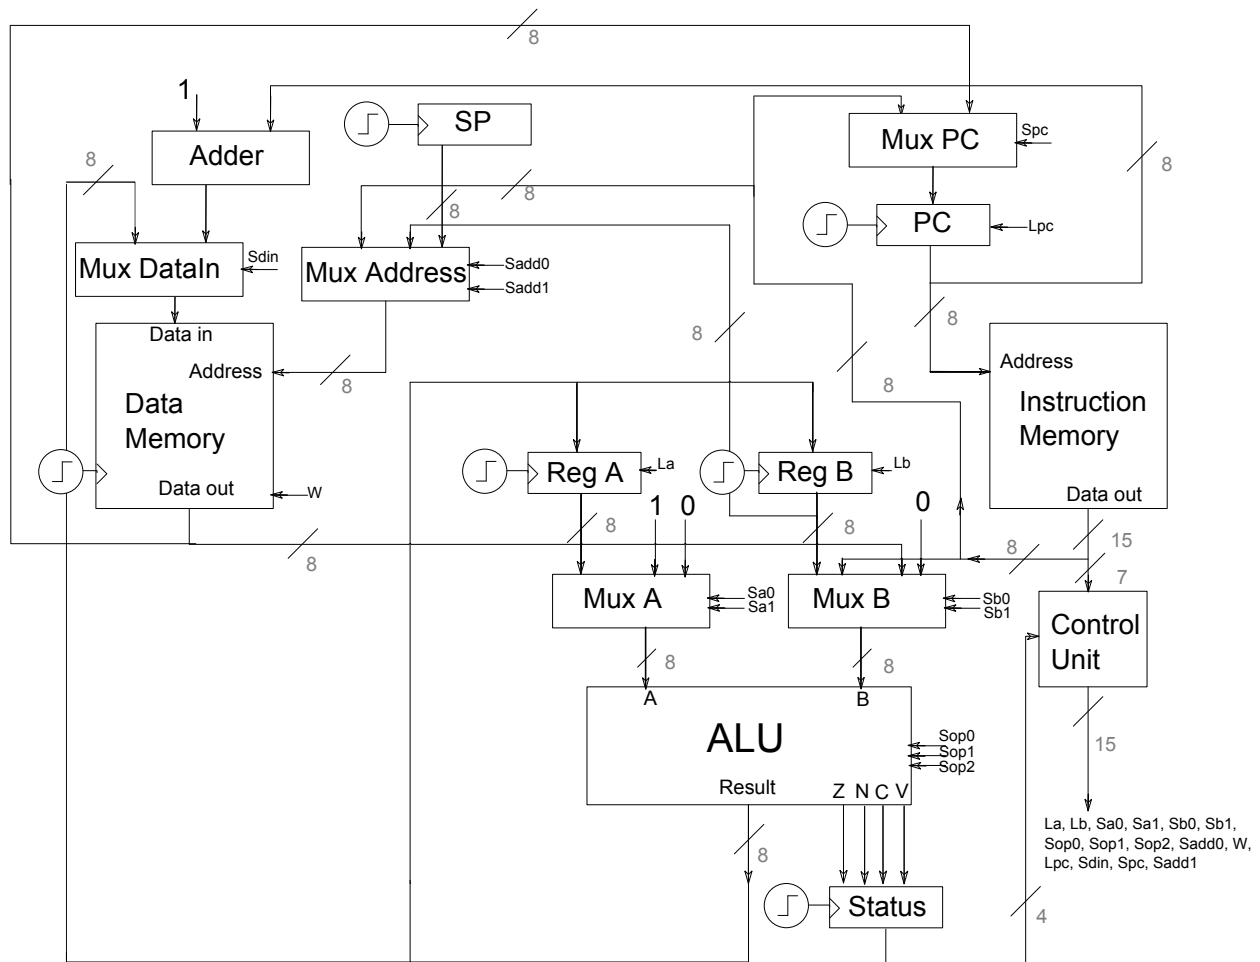 8
1
SP
Mux PC
Spc
Adder
8
8
8
8
PC
Lpc
Mux DataIn
Sdin
Mux Address
Sadd0
Sadd1
8
8
Data in
Address
Data
Memory
Data out
W
8
8
Address
Instruction
Memory
Data out
Reg A
La
Reg B
Lb
1
0
0
8
8
8
8
15
7
Mux A
Sa0
Sa1
Mux B
Sb0
Sb1
Control
Unit
8
8
A
B
ALU
Sop0
Sop1
Sop2
15
Result
Z
N
C
V
8
La, Lb, Sa0, Sa1, Sb0, Sb1,
Sop0, Sop1, Sop2, Sadd0, W,
Lpc, Sdin, Spc, Sadd1
Status
4